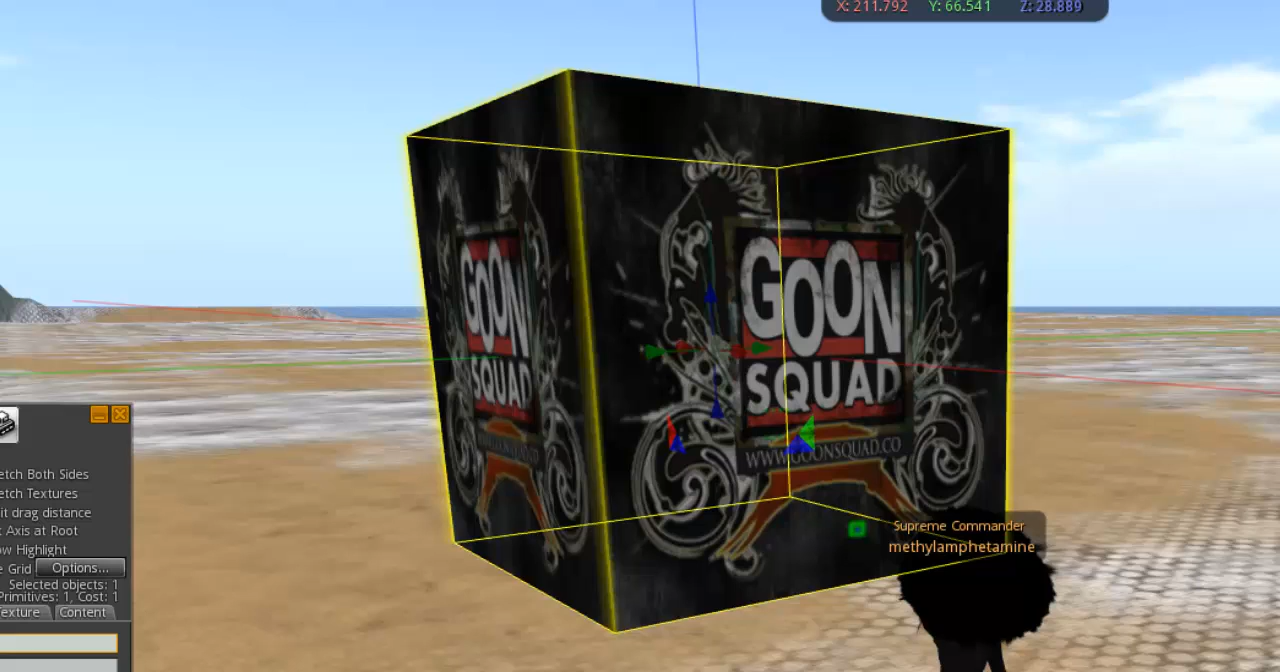 X: 211.792 Y: 66.541 Z: 28.889
GOON
SQUAD
WWW.GOONSQUAD.CO
GOON
SQUAD
etch Both Sides
etch Textures
it drag distance
Axis at Root
ow Highlight
e Grid Options...
Selected objects: 1
Primitives: 1, Cost: 1
Texture Content
Supreme Commander
methylamphetamine